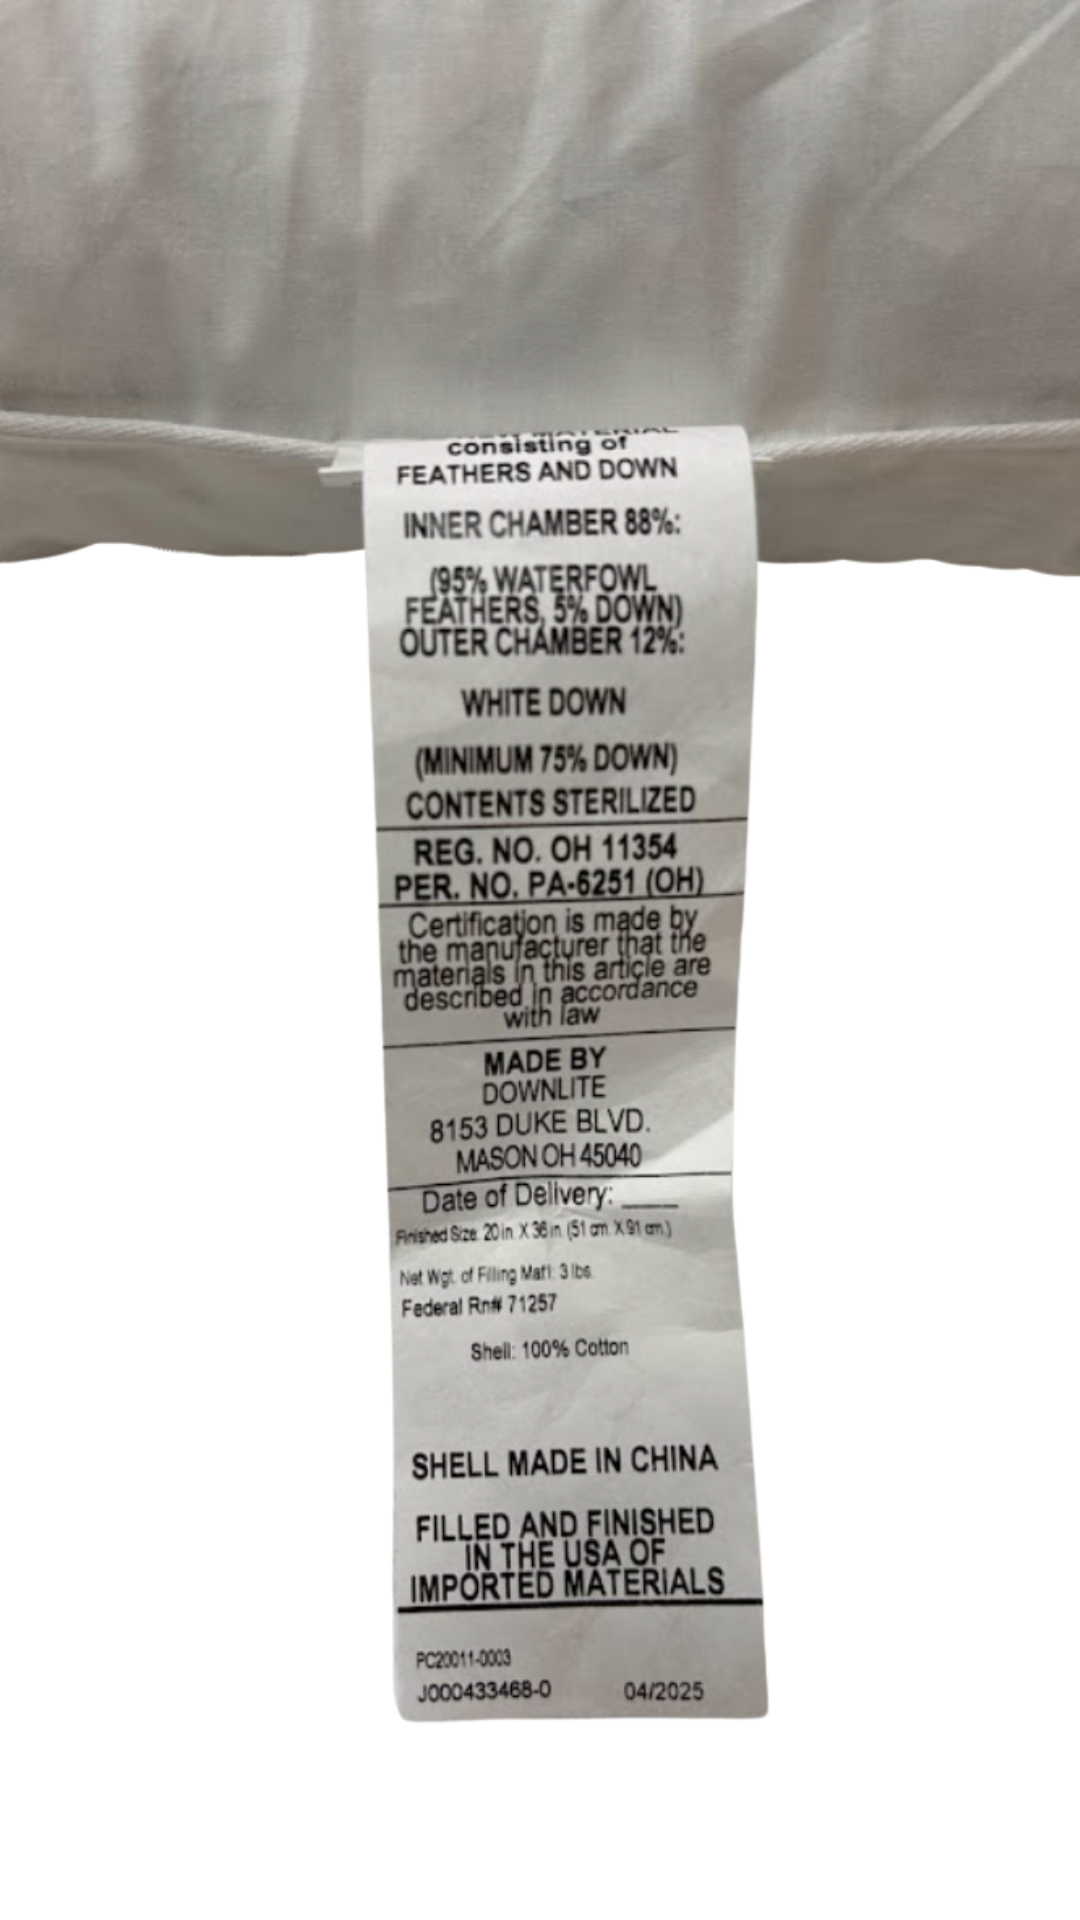 MATERIAL
consisting of
FEATHERS AND DOWN
INNER CHAMBER 88%:
(95% WATERFOWL
FEATHERS, 5% DOWN)
OUTER CHAMBER 12%:
WHITE DOWN
(MINIMUM 75% DOWN)
CONTENTS STERILIZED
REG. NO. OH 11354
PER. NO. PA-6251 (OH)
Certification is made by
the manufacturer that the
materials in this article are
described in accordance
with law
MADE BY
DOWNLITE
8153 DUKE BLVD.
MASON OH 45040
Date of Delivery: ____
Finished Size: 20 in. X 36 in. (51 cm. X 91 cm.)
Net Wgt. of Filling Mat'l: 3 lbs.
Federal Rn# 71257
Shell: 100% Cotton
SHELL MADE IN CHINA
FILLED AND FINISHED
IN THE USA OF
IMPORTED MATERIALS
PC20011-0003
J000433468-0 04/2025